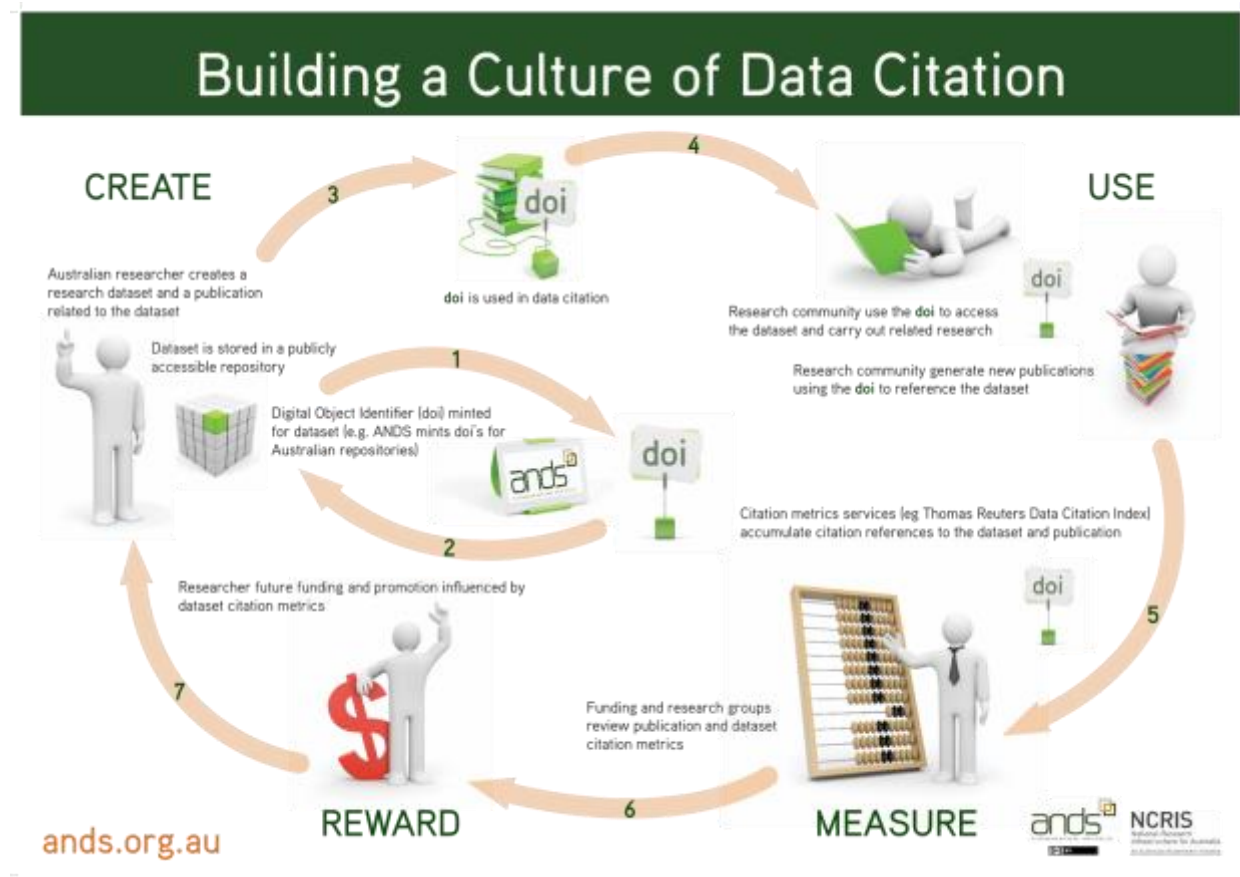 Building a Culture of Data Citation
CREATE
3
doi
4
USE
Australian researcher creates a
research dataset and a publication
related to the dataset
doi is used in data citation
doi
Research community use the doi to access
the dataset and carry out related research
Dataset is stored in a publicly
accessible repository
1
Research community generate new publications
using the doi to reference the dataset
Digital Object Identifier (doi) minted
for dataset (e.g. ANDS mints doi's for
Australian repositories)
ands
doi
2
Citation metrics services (eg Thomas Reuters Data Citation Index)
accumulate citation references to the dataset and publication
doi
5
Researcher future funding and promotion influenced by
dataset citation metrics
7
Funding and research groups
review publication and dataset
citation metrics
6
REWARD
MEASURE
ands.org.au
ands
NCRIS
National Research
Infrastructure for Australia